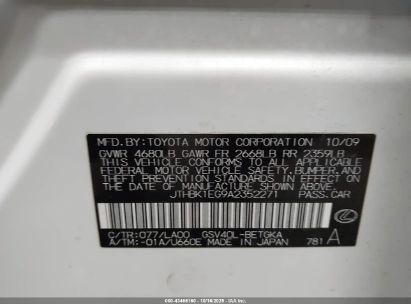 MFD. BY: TOYOTA MOTOR CORPORATION 10/09
GVWR 4680LB GAWR FR 2668LB RR 2359LB
THIS VEHICLE CONFORMS TO ALL APPLICABLE
FEDERAL MOTOR VEHICLE SAFETY, BUMPER, AND
THEFT PREVENTION STANDARDS IN EFFECT ON
THE DATE OF MANUFACTURE SHOWN ABOVE.
JTHBK1EG9A2352271 PASS.CAR
C/TR:077/LA00 GSV40L-BETGKA
A/TM:-01A/U660E MADE IN JAPAN 781 A